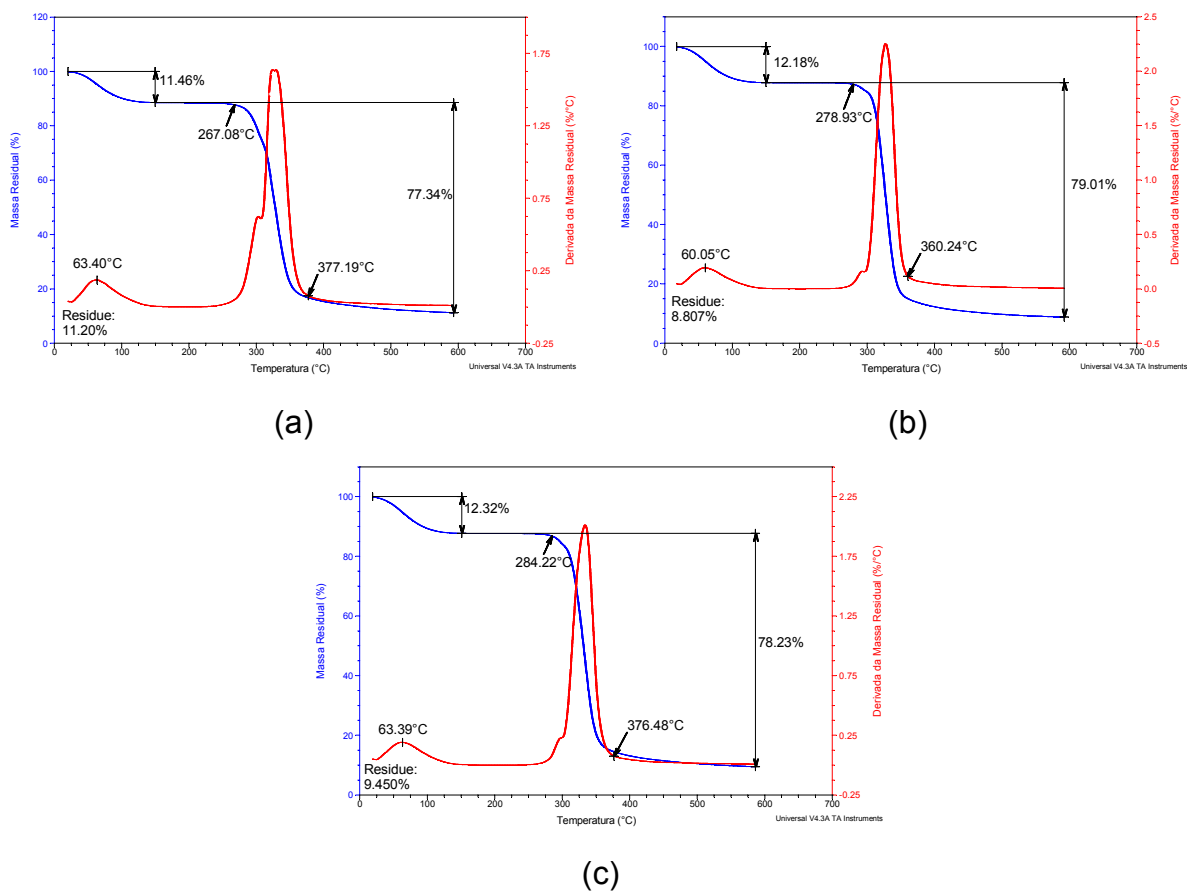 120
100
80
60
40
20
0
Massa Residual (%)
11.46%
267.08°C
77.34%
377.19°C
63.40°C
Residue:
11.20%
1.75
1.25
0.75
0.25
-0.25
Derivada da Massa Residual (%/°C)
0 100 200 300 400 500 600 700
Temperatura (°C)
Universal V4.3A TA Instruments
(a)
100
80
60
40
20
0
Massa Residual (%)
12.18%
278.93°C
79.01%
360.24°C
60.05°C
Residue:
8.807%
2.5
2.0
1.5
1.0
0.5
0.0
-0.5
Derivada da Massa Residual (%/°C)
0 100 200 300 400 500 600 700
Temperatura (°C)
Universal V4.3A TA Instruments
(b)
100
80
60
40
20
0
Massa Residual (%)
12.32%
284.22°C
78.23%
376.48°C
63.39°C
Residue:
9.450%
2.25
1.75
1.25
0.75
0.25
-0.25
Derivada da Massa Residual (%/°C)
0 100 200 300 400 500 600 700
Temperatura (°C)
Universal V4.3A TA Instruments
(c)